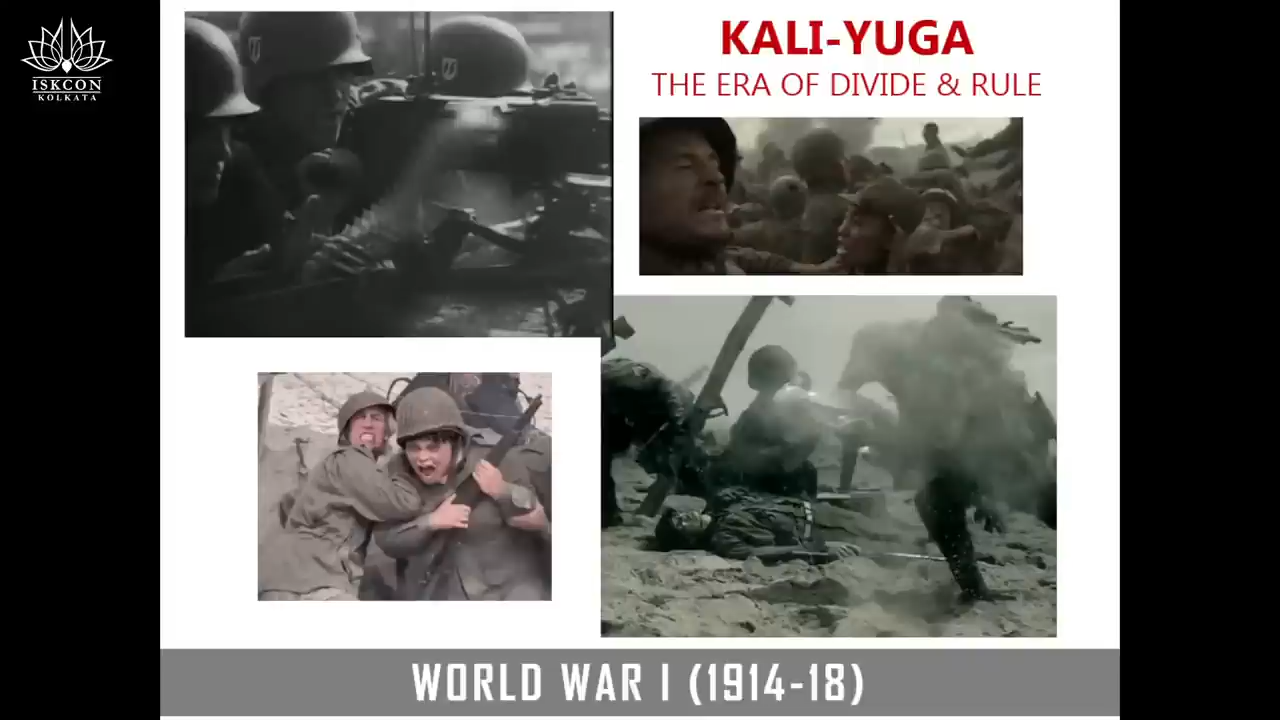 ISKCON
KOLKATA
KALI-YUGA
THE ERA OF DIVIDE & RULE
WORLD WAR I (1914-18)